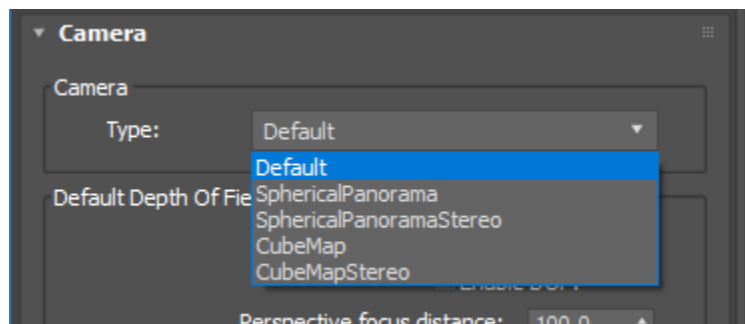 Camera
Camera
Type: Default
Default
Default Depth Of Fie SphericalPanorama
SphericalPanoramaStereo
CubeMap
CubeMapStereo
Perspective focus distance: 100.0